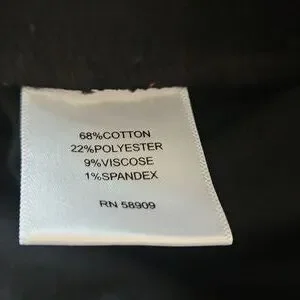 68%COTTON
22%POLYESTER
9%VISCOSE
1%SPANDEX
RN 58909